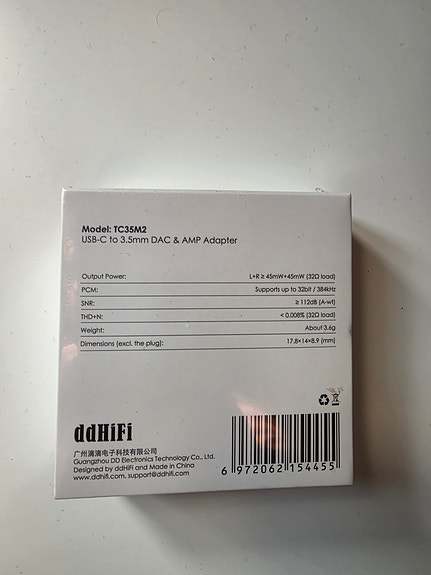 Model: TC35M2
USB-C to 3.5mm DAC & AMP Adapter
Output Power: L+R ≥ 45mW+45mW (32Ω load)
PCM: Supports up to 32bit / 384kHz
SNR: ≥ 112dB (A-wt)
THD+N: < 0.008% (32Ω load)
Weight: About 3.6g
Dimensions (excl. the plug): 17.8×14×8.9 (mm)
ddHiFi
广州滴滴电子科技有限公司
Guangzhou DD Electronics Technology Co., Ltd.
Designed by ddHiFi and Made in China
www.ddhifi.com, support@ddhifi.com
6 972062 154455